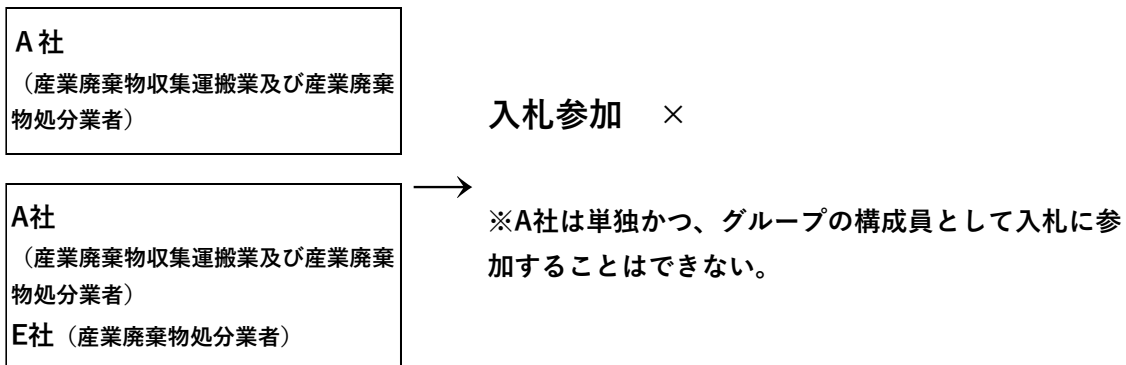 A社
（産業廃棄物収集運搬業及び産業廃棄
物処分業者）
入札参加　×
→
A社
（産業廃棄物収集運搬業及び産業廃棄
物処分業者）
E社（産業廃棄物処分業者）
※A社は単独かつ、グループの構成員として入札に参
加することはできない。